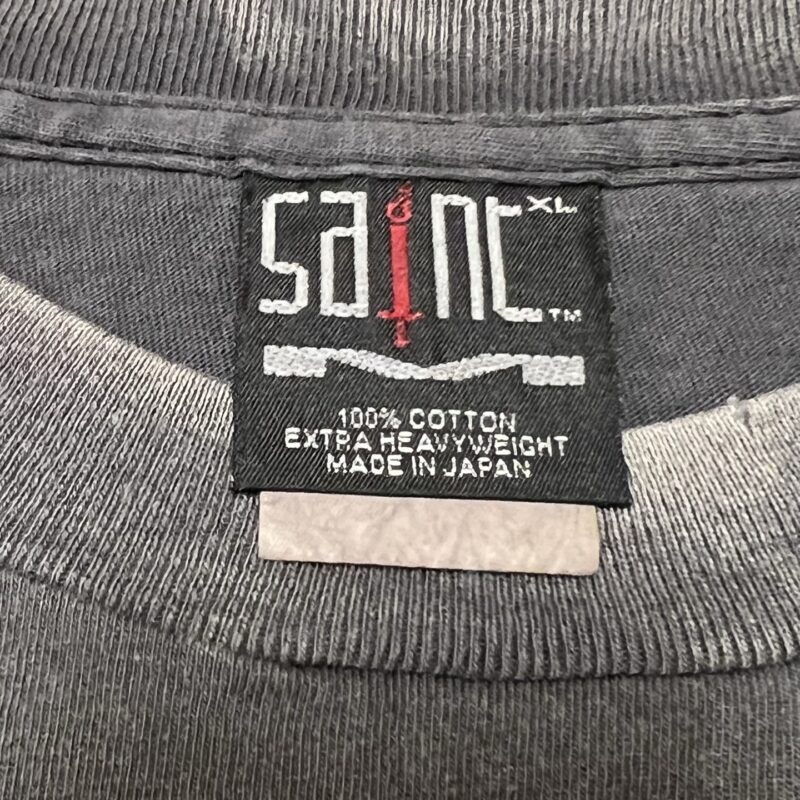 saint XL
TM
100% COTTON
EXTRA HEAVYWEIGHT
MADE IN JAPAN